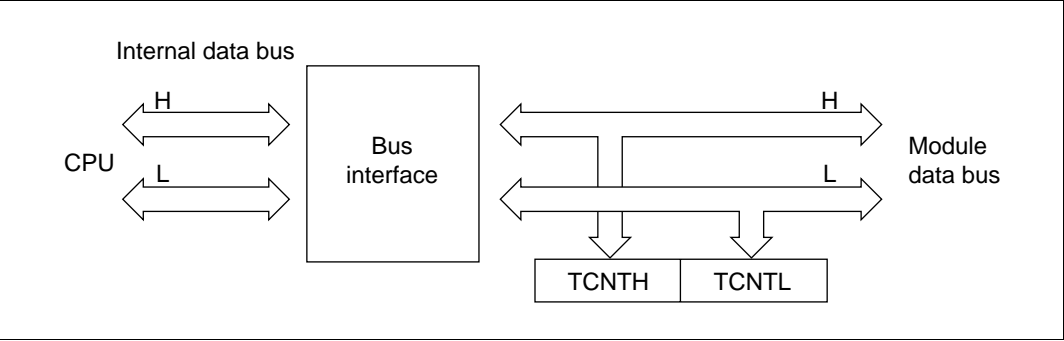 Internal data bus
H
H
CPU
L
Bus
interface
L
Module
data bus
TCNTH
TCNTL